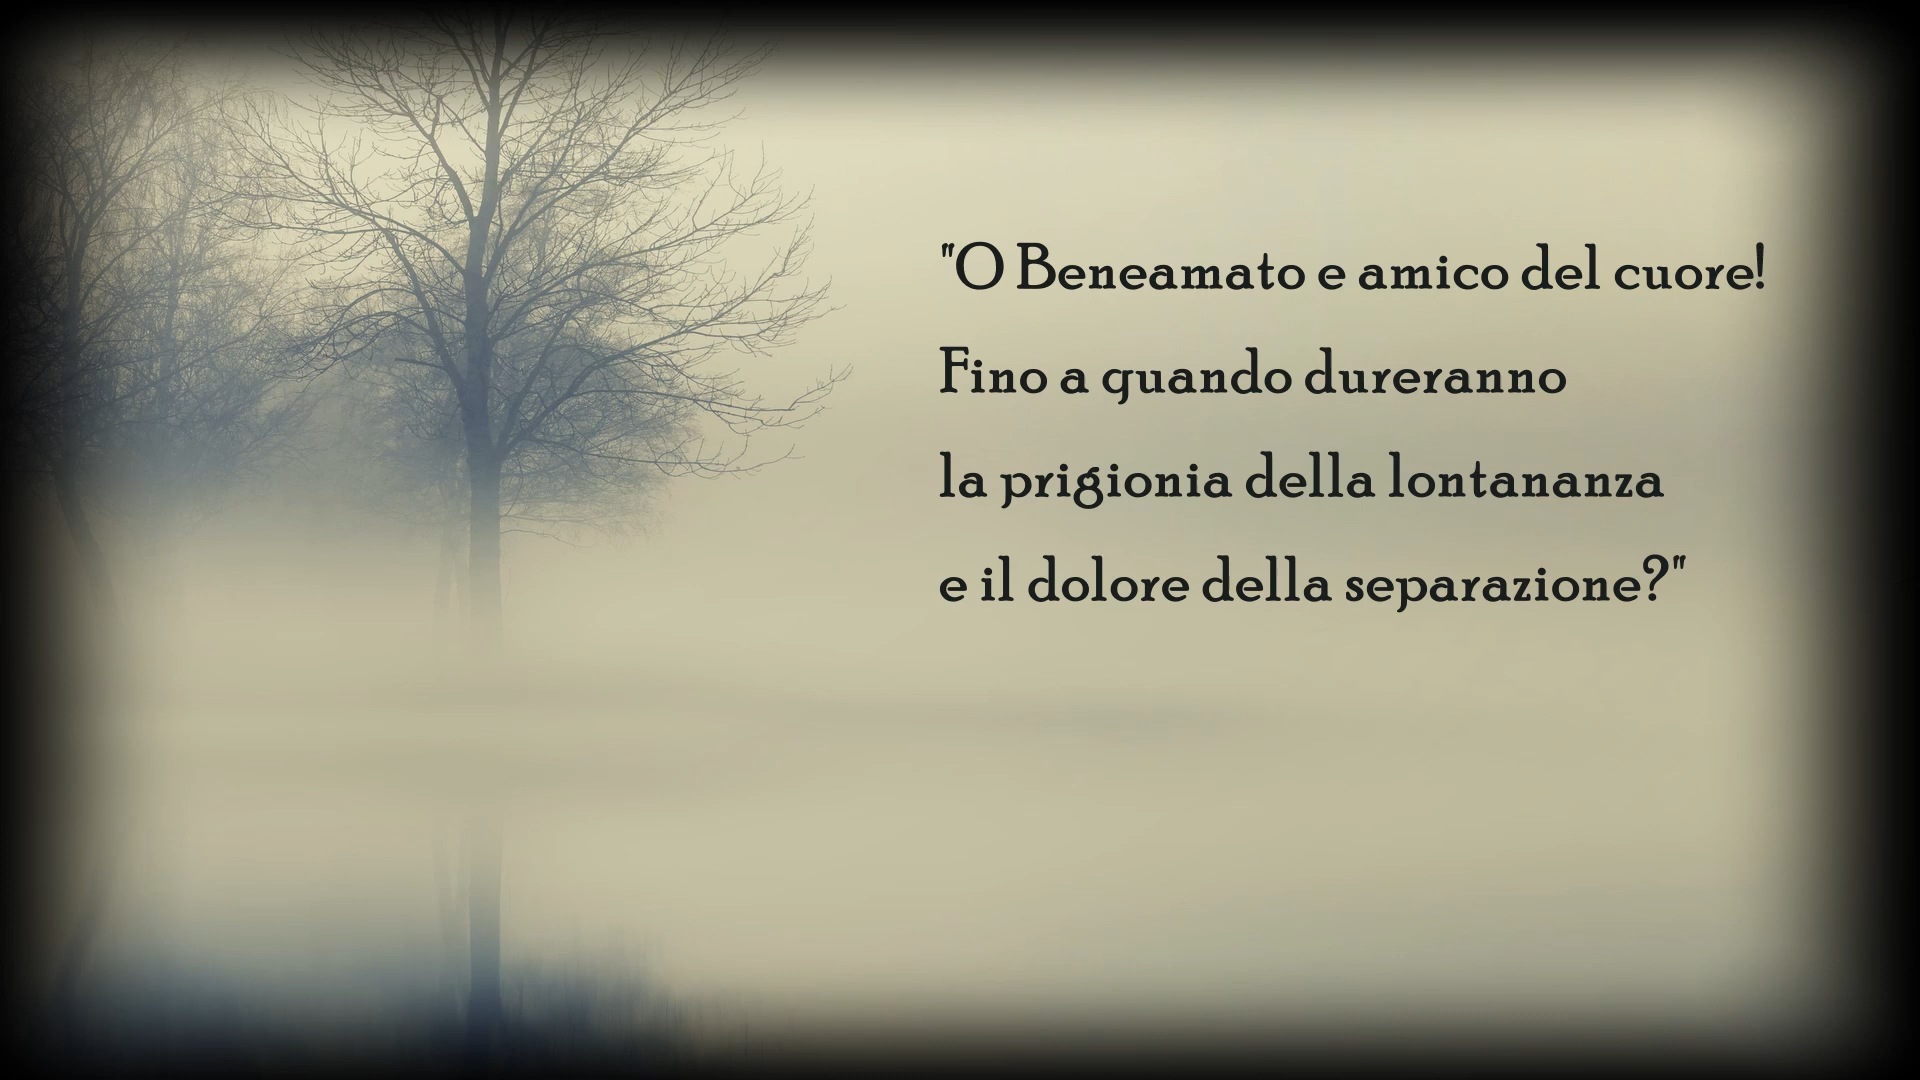 "O Beneamato e amico del cuore!
Fino a quando dureranno
la prigionia della lontananza
e il dolore della separazione?"